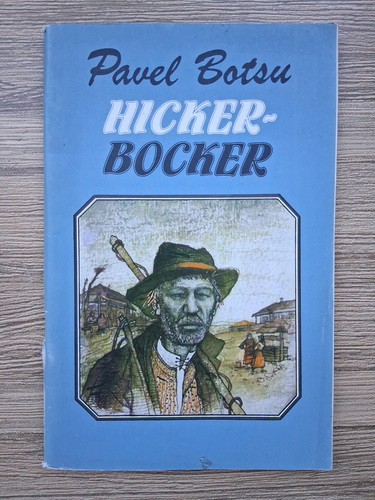 Pavel Botsu
HICKER-
BOCKER